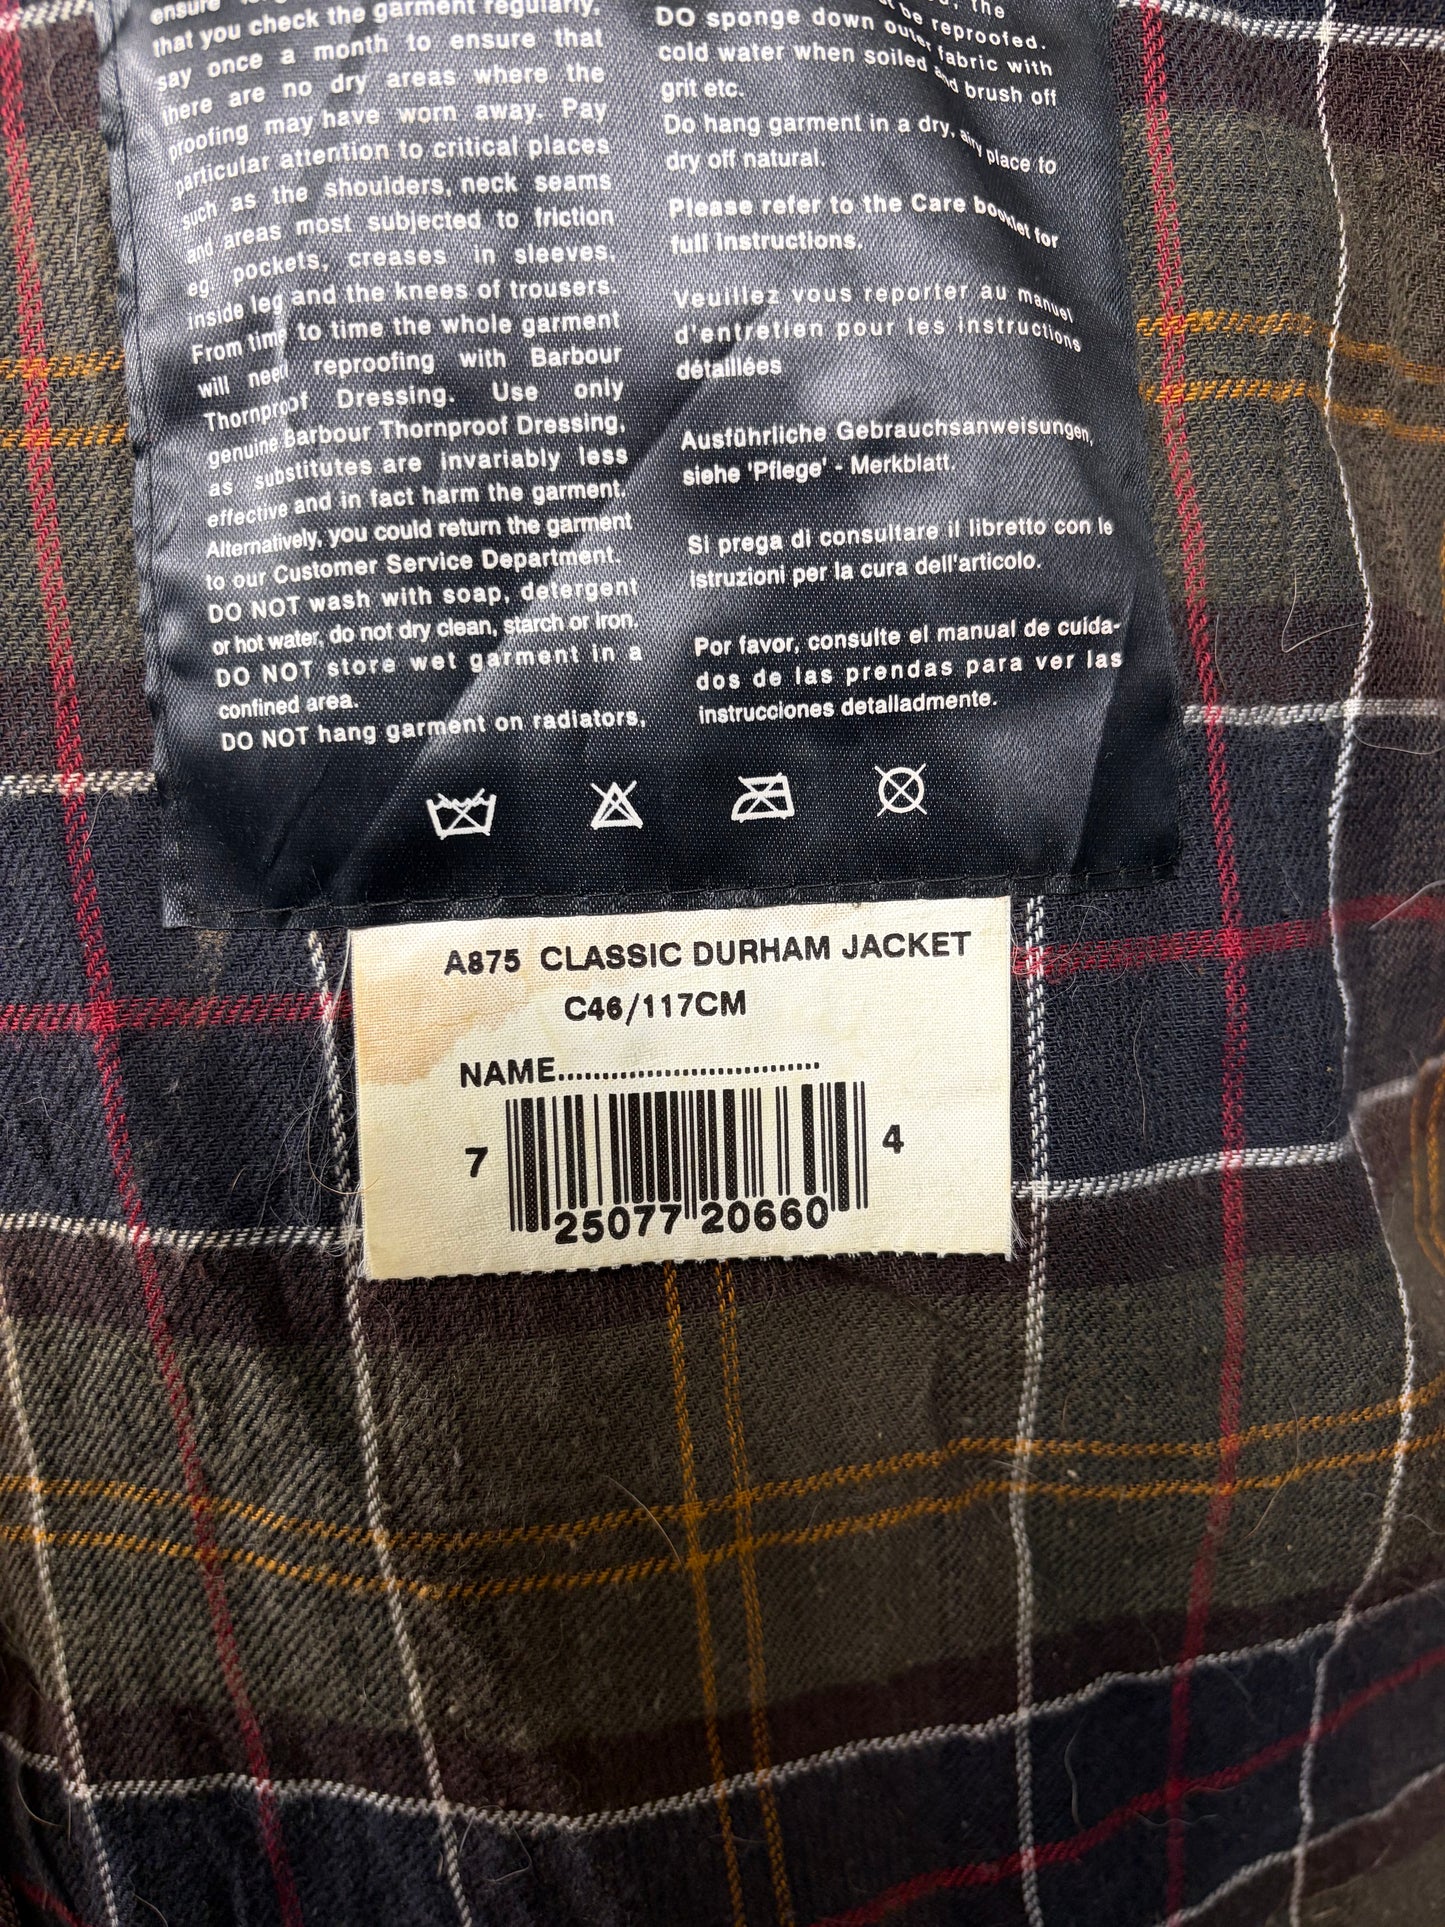 ensure
that you check the garment regularly,
say once a month to ensure that
there are no dry areas where the
proofing may have worn away. Pay
particular attention to critical places
such as the shoulders, neck seams
and areas most subjected to friction
eg pockets, creases in sleeves,
inside leg and the knees of trousers.
From time to time the whole garment
will need reproofing with Barbour
Thornproof Dressing. Use only
genuine Barbour Thornproof Dressing,
as substitutes are invariably less
effective and in fact harm the garment.
Alternatively, you could return the garment
to our Customer Service Department.
DO NOT wash with soap, detergent
or hot water, do not dry clean, starch or iron.
DO NOT store wet garment in a
confined area.
DO NOT hang garment on radiators,
the
be reproofed.
DO sponge down outer fabric with
cold water when soiled and brush off
grit etc.
Do hang garment in a dry, airy place to
dry off natural.
Please refer to the Care booklet for
full instructions.
Veuillez vous reporter au manuel
d'entretien pour les instructions
détaillées
Ausführliche Gebrauchsanweisungen,
siehe 'Pflege' - Merkblatt.
Si prega di consultare il libretto con le
istruzioni per la cura dell'articolo.
Por favor, consulte el manual de cuida-
dos de las prendas para ver las
instrucciones detalladmente.
A875 CLASSIC DURHAM JACKET
C46/117CM
NAME..............................
7 25077 20660 4